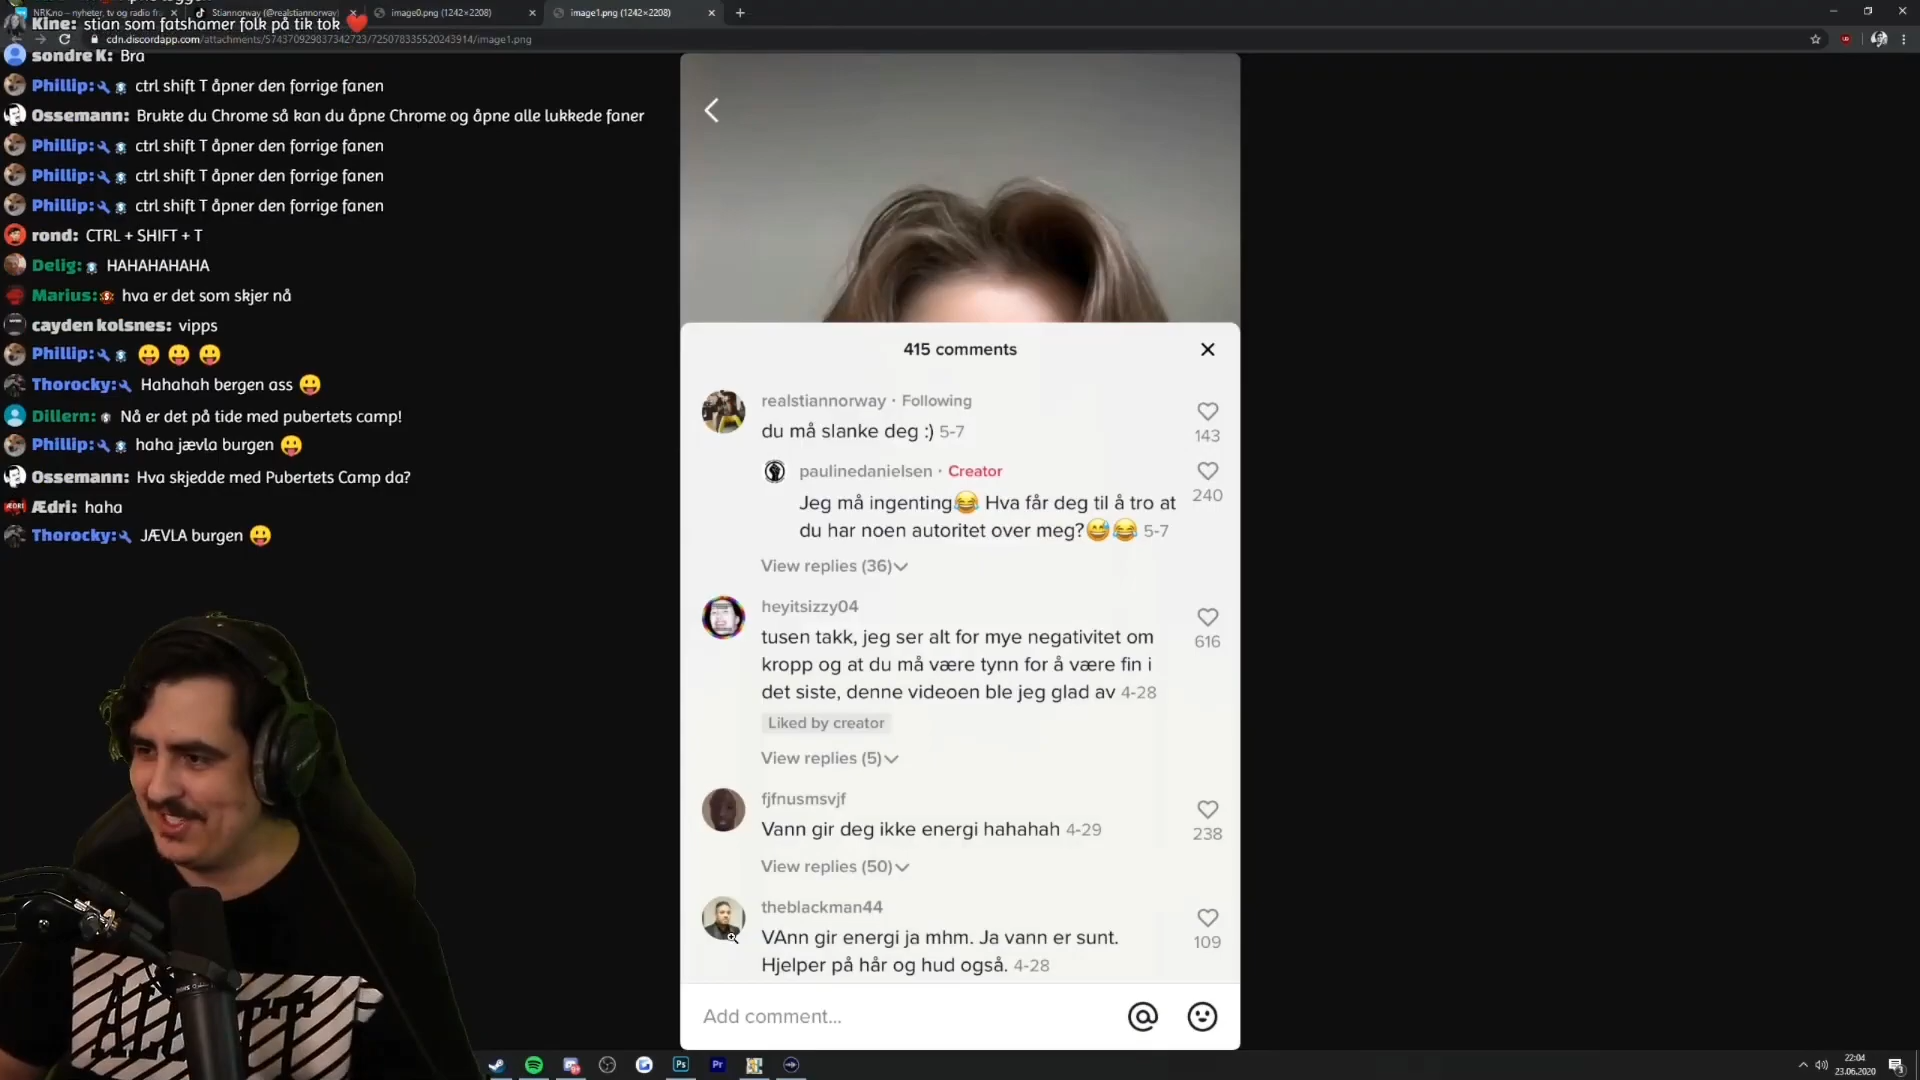 NRK.no – nyheter, tv og radio fr
Stiannorway (@realstiannorway)
image0.png (1242×2208)
image1.png (1242×2208)
cdn.discordapp.com/attachments/574370929837342723/725078335520243914/image1.png
Kine: stian som fatshamer folk på tik tok ❤️
sondre K: Bra
Phillip: ctrl shift T åpner den forrige fanen
Ossemann: Brukte du Chrome så kan du åpne Chrome og åpne alle lukkede faner
Phillip: ctrl shift T åpner den forrige fanen
Phillip: ctrl shift T åpner den forrige fanen
Phillip: ctrl shift T åpner den forrige fanen
rond: CTRL + SHIFT + T
Delig: HAHAHAHAHA
Marius: hva er det som skjer nå
cayden kolsnes: vipps
Phillip: 😛 😛 😛
Thorocky: Hahahah bergen ass 😛
Dillern: Nå er det på tide med pubertets camp!
Phillip: haha jævla burgen 😛
Ossemann: Hva skjedde med Pubertets Camp da?
Ædri: haha
Thorocky: JÆVLA burgen 😛
415 comments
realstiannorway · Following
du må slanke deg :) 5-7
143
paulinedanielsen · Creator
Jeg må ingenting😂 Hva får deg til å tro at
du har noen autoritet over meg?😅😂 5-7
240
View replies (36)
heyitsizzy04
tusen takk, jeg ser alt for mye negativitet om
kropp og at du må være tynn for å være fin i
det siste, denne videoen ble jeg glad av 4-28
616
Liked by creator
View replies (5)
fjfnusmsvjf
Vann gir deg ikke energi hahahah 4-29
238
View replies (50)
theblackman44
VAnn gir energi ja mhm. Ja vann er sunt.
Hjelper på hår og hud også. 4-28
109
Add comment...
22:04
23.06.2020